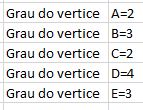 Grau do vertice A=2
Grau do vertice B=3
Grau do vertice C=2
Grau do vertice D=4
Grau do vertice E=3